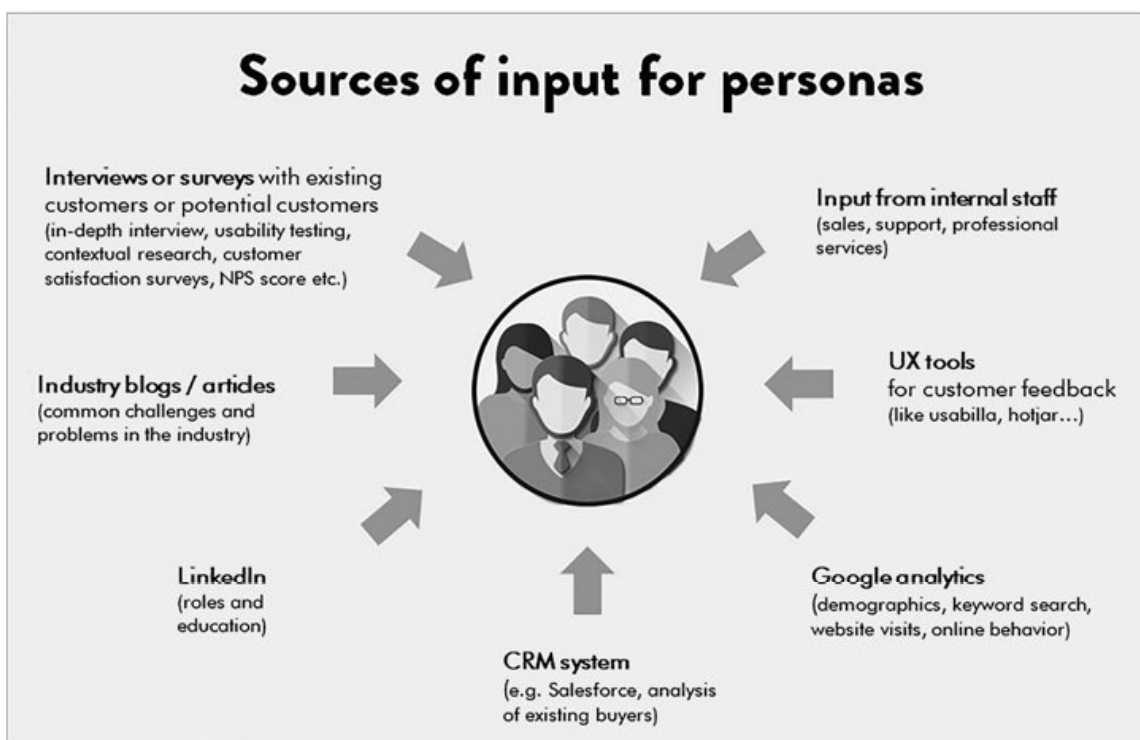 Sources of input for personas
Interviews or surveys with existing
customers or potential customers
(in-depth interview, usability testing,
contextual research, customer
satisfaction surveys, NPS score etc.)
Input from internal staff
(sales, support, professional
services)
Industry blogs / articles
(common challenges and
problems in the industry)
UX tools
for customer feedback
(like usabilla, hotjar...)
LinkedIn
(roles and
education)
Google analytics
(demographics, keyword search,
website visits, online behavior)
CRM system
(e.g. Salesforce, analysis
of existing buyers)